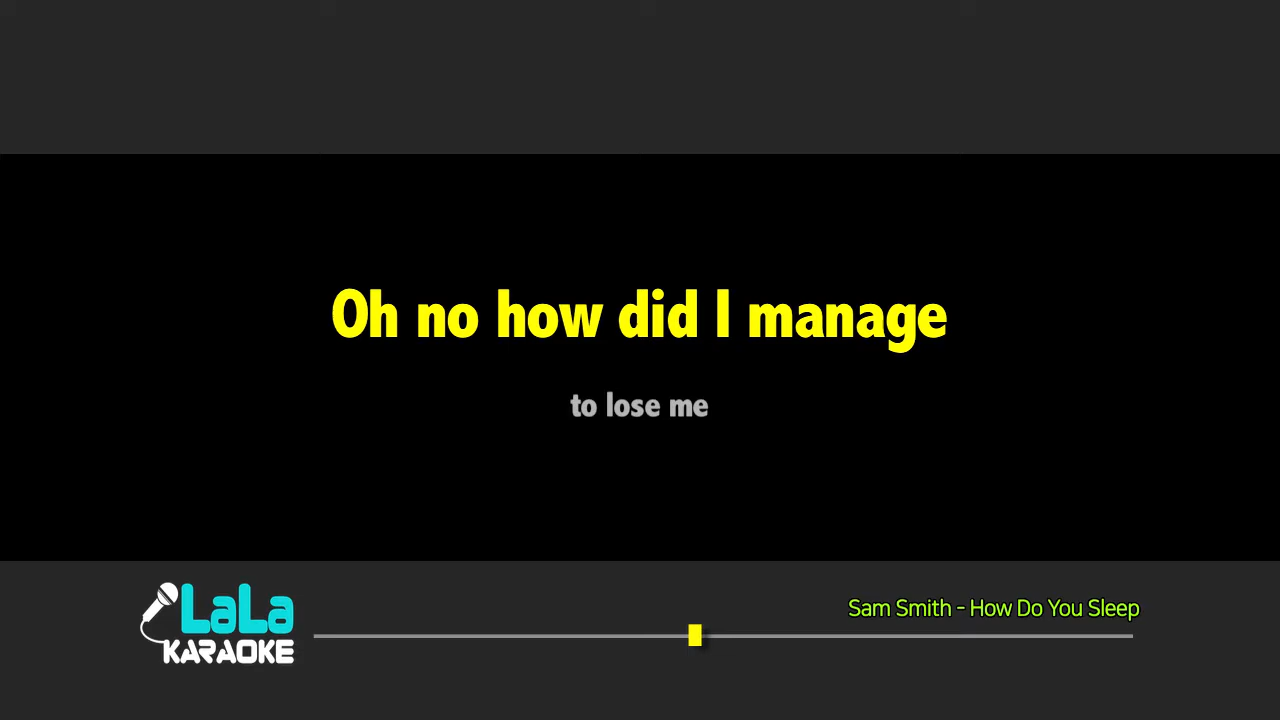 Oh no how did I manage
to lose me
LaLa
KARAOKE
Sam Smith - How Do You Sleep